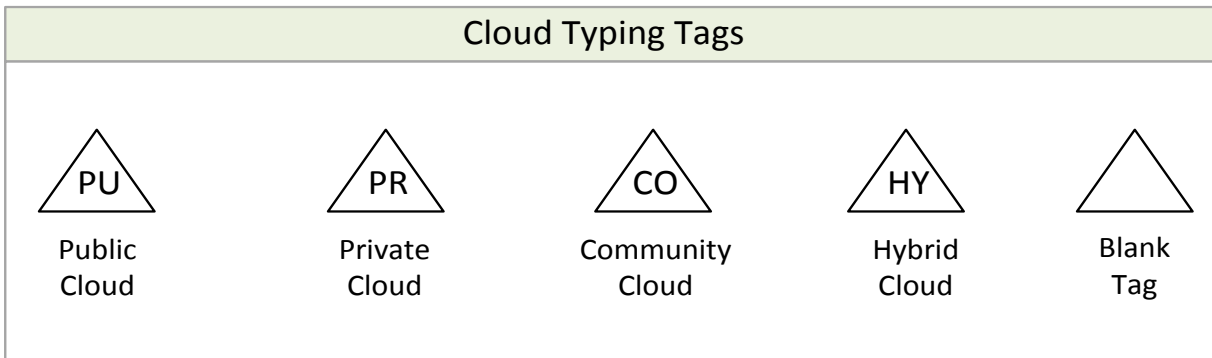 Cloud Typing Tags
PU
PR
CO
HY
Public
Cloud
Private
Cloud
Community
Cloud
Hybrid
Cloud
Blank
Tag